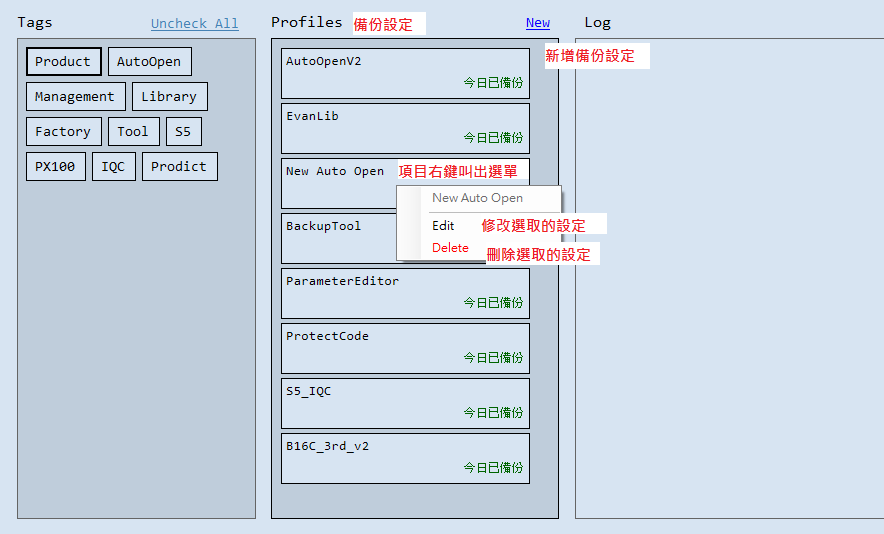 Tags
Uncheck All
Product
AutoOpen
Management
Library
Factory
Tool
S5
PX100
IQC
Prodict
Profiles
備份設定
New
新增備份設定
AutoOpenV2
今日已備份
EvanLib
今日已備份
New Auto Open
項目右鍵叫出選單
New Auto Open
Edit
修改選取的設定
Delete
刪除選取的設定
BackupTool
ParameterEditor
今日已備份
ProtectCode
今日已備份
S5_IQC
今日已備份
B16C_3rd_v2
今日已備份
Log